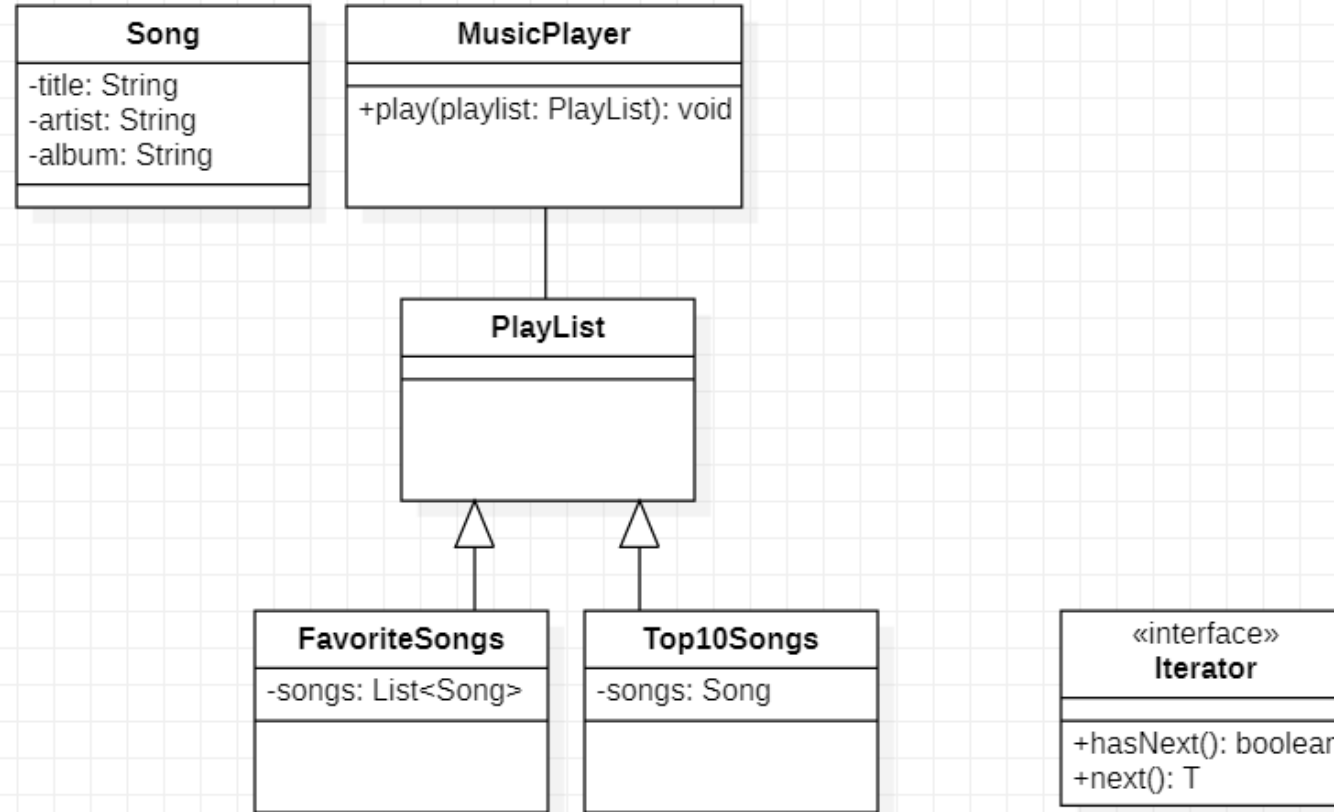 Song
-title: String
-artist: String
-album: String
MusicPlayer
+play(playlist: PlayList): void
PlayList
FavoriteSongs
-songs: List<Song>
Top10Songs
-songs: Song
«interface»
Iterator
+hasNext(): boolean
+next(): T